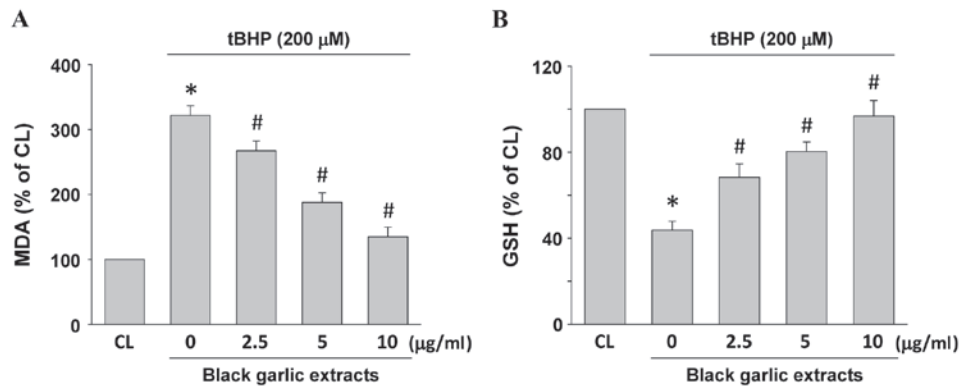 A
tBHP (200 μM)
MDA (% of CL)
400
300
200
100
0
*
#
#
#
CL 0 2.5 5 10 (μg/ml)
Black garlic extracts
B
tBHP (200 μM)
GSH (% of CL)
120
80
40
0
*
#
#
#
CL 0 2.5 5 10 (μg/ml)
Black garlic extracts